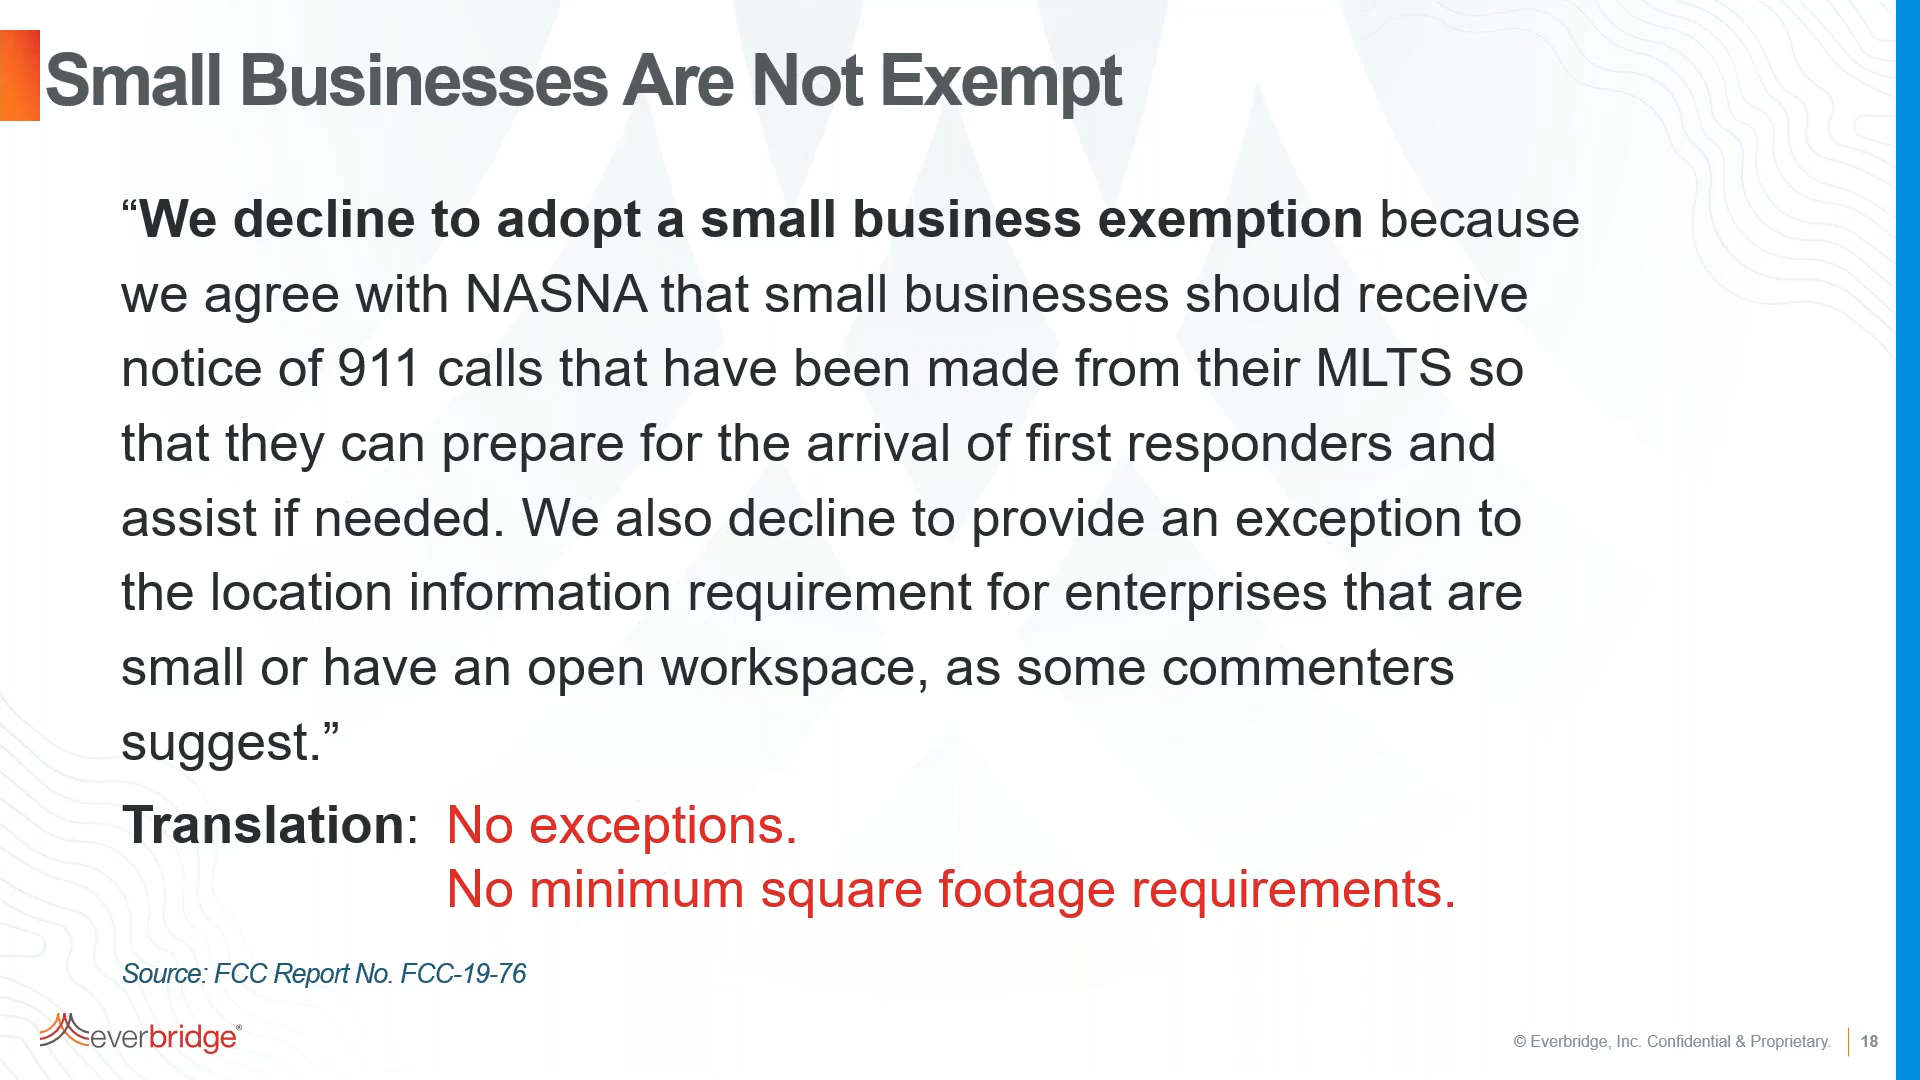 Small Businesses Are Not Exempt
“We decline to adopt a small business exemption because
we agree with NASNA that small businesses should receive
notice of 911 calls that have been made from their MLTS so
that they can prepare for the arrival of first responders and
assist if needed. We also decline to provide an exception to
the location information requirement for enterprises that are
small or have an open workspace, as some commenters
suggest.”
Translation: No exceptions.
No minimum square footage requirements.
Source: FCC Report No. FCC-19-76
everbridge®
© Everbridge, Inc. Confidential & Proprietary. 18